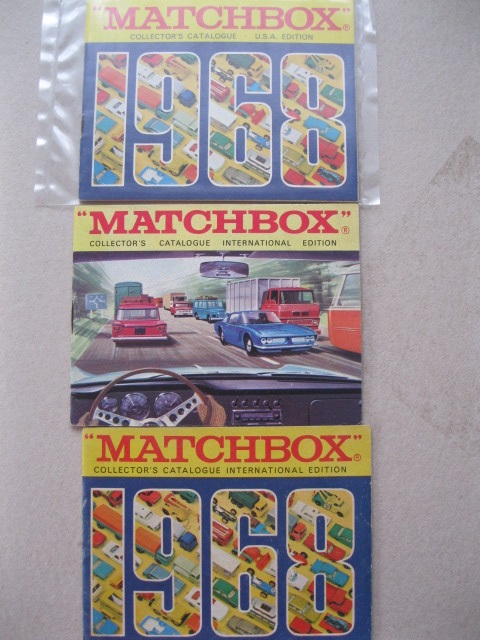 "MATCHBOX"®
COLLECTOR'S CATALOGUE · U.S.A. EDITION
1968
"MATCHBOX"®
COLLECTOR'S CATALOGUE INTERNATIONAL EDITION
"MATCHBOX"®
COLLECTOR'S CATALOGUE INTERNATIONAL EDITION
1968